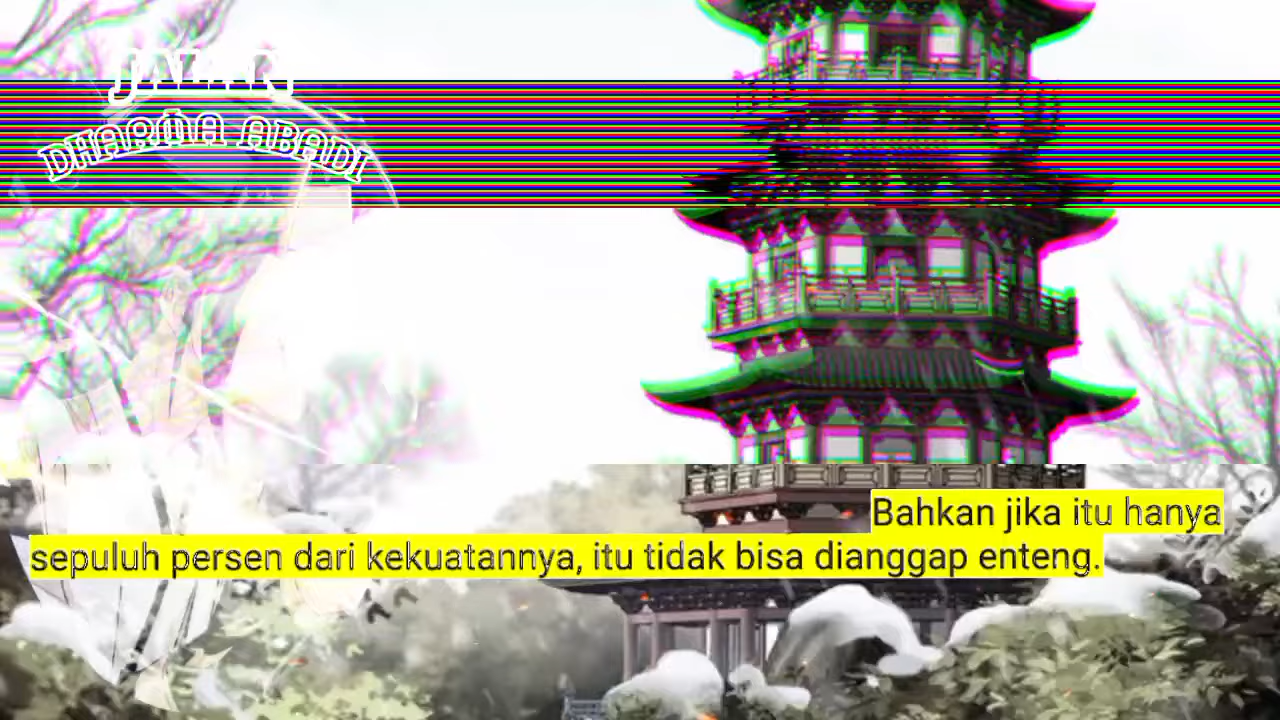 DHARMA ABADI
Bahkan jika itu hanya
sepuluh persen dari kekuatannya, itu tidak bisa dianggap enteng.